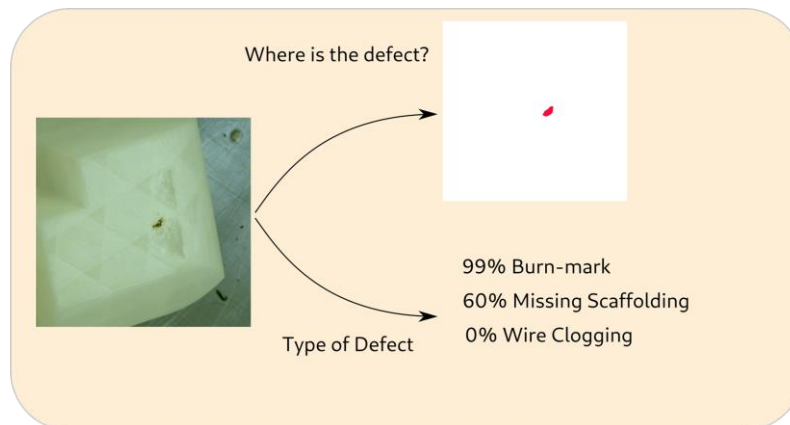 Where is the defect?
99% Burn-mark
60% Missing Scaffolding
0% Wire Clogging
Type of Defect